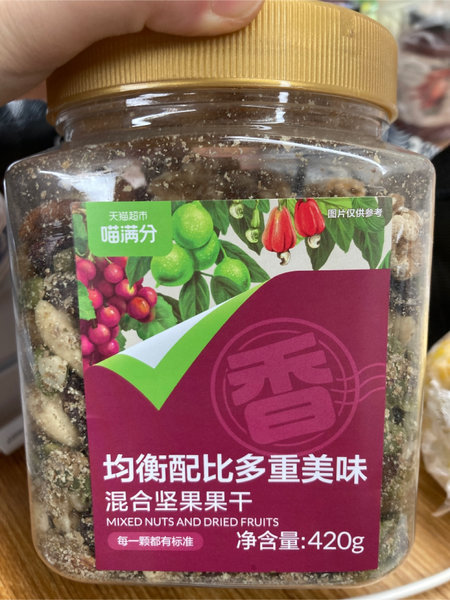 天猫超市
喵满分
图片仅供参考
香
均衡配比多重美味
混合坚果果干
MIXED NUTS AND DRIED FRUITS
每一颗都有标准
净含量:420g